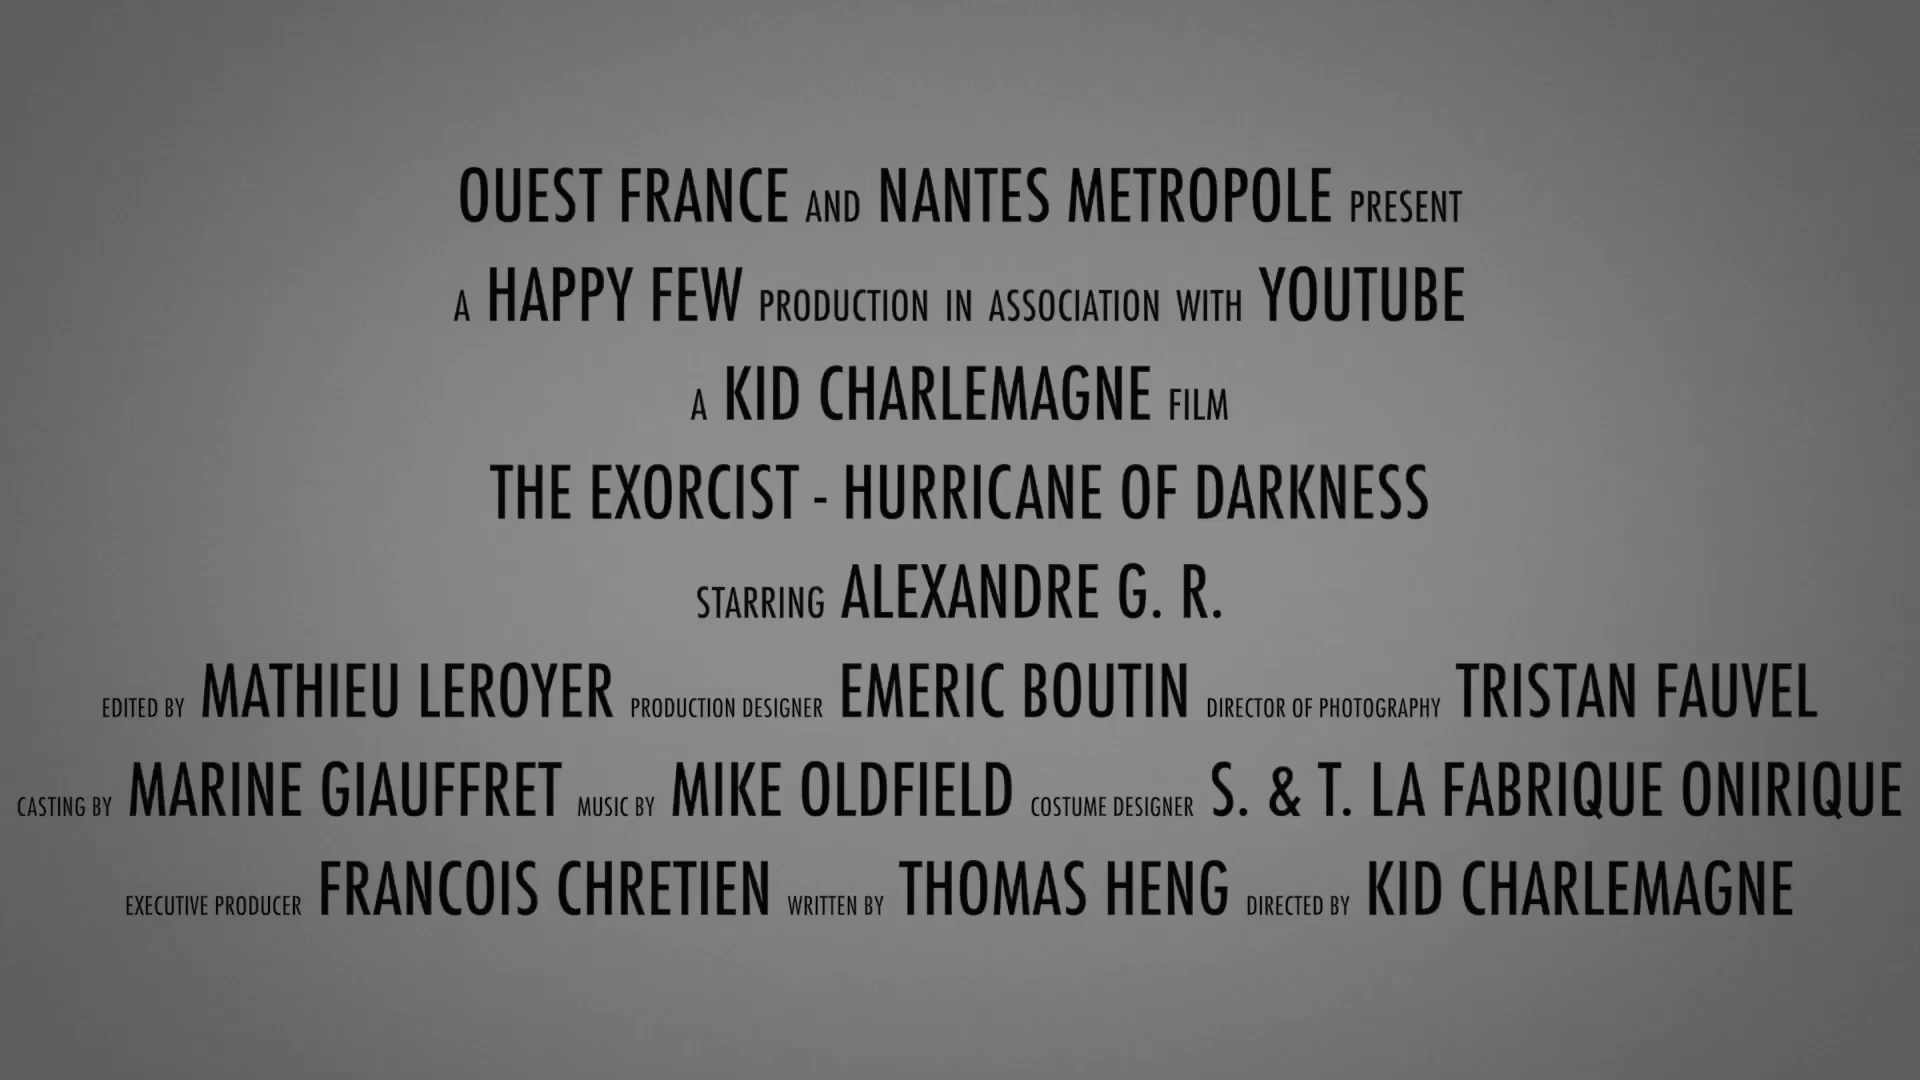 OUEST FRANCE AND NANTES METROPOLE PRESENT
A HAPPY FEW PRODUCTION IN ASSOCIATION WITH YOUTUBE
A KID CHARLEMAGNE FILM
THE EXORCIST - HURRICANE OF DARKNESS
STARRING ALEXANDRE G. R.
EDITED BY MATHIEU LEROYER PRODUCTION DESIGNER EMERIC BOUTIN DIRECTOR OF PHOTOGRAPHY TRISTAN FAUVEL
CASTING BY MARINE GIAUFFRET MUSIC BY MIKE OLDFIELD COSTUME DESIGNER S. & T. LA FABRIQUE ONIRIQUE
EXECUTIVE PRODUCER FRANCOIS CHRETIEN WRITTEN BY THOMAS HENG DIRECTED BY KID CHARLEMAGNE